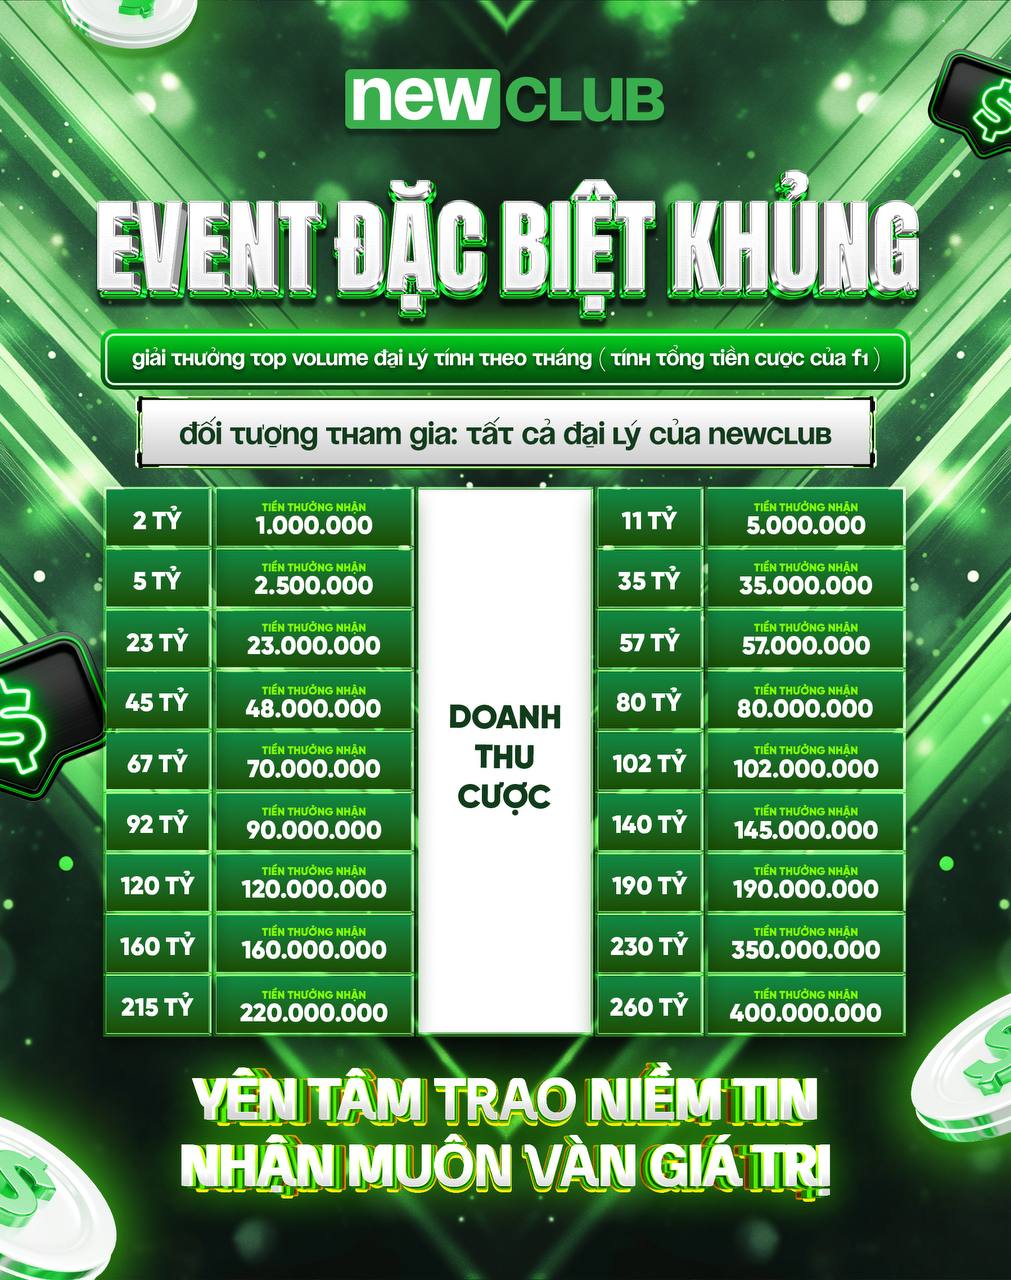 new CLUB
EVENT ĐẶC BIỆT KHỦNG
giải thưởng top volume đại lý tính theo tháng ( tính tổng tiền cược của f1 )
đối tượng tham gia: tất cả đại lý của newclub
2 TỶ
TIỀN THƯỞNG NHẬN
1.000.000
5 TỶ
TIỀN THƯỞNG NHẬN
2.500.000
23 TỶ
TIỀN THƯỞNG NHẬN
23.000.000
45 TỶ
TIỀN THƯỞNG NHẬN
48.000.000
67 TỶ
TIỀN THƯỞNG NHẬN
70.000.000
92 TỶ
TIỀN THƯỞNG NHẬN
90.000.000
120 TỶ
TIỀN THƯỞNG NHẬN
120.000.000
160 TỶ
TIỀN THƯỞNG NHẬN
160.000.000
215 TỶ
TIỀN THƯỞNG NHẬN
220.000.000
DOANH
THU
CƯỢC
11 TỶ
TIỀN THƯỞNG NHẬN
5.000.000
35 TỶ
TIỀN THƯỞNG NHẬN
35.000.000
57 TỶ
TIỀN THƯỞNG NHẬN
57.000.000
80 TỶ
TIỀN THƯỞNG NHẬN
80.000.000
102 TỶ
TIỀN THƯỞNG NHẬN
102.000.000
140 TỶ
TIỀN THƯỞNG NHẬN
145.000.000
190 TỶ
TIỀN THƯỞNG NHẬN
190.000.000
230 TỶ
TIỀN THƯỞNG NHẬN
350.000.000
260 TỶ
TIỀN THƯỞNG NHẬN
400.000.000
YÊN TÂM TRAO NIỀM TIN
NHẬN MUÔN VÀN GIÁ TRỊ